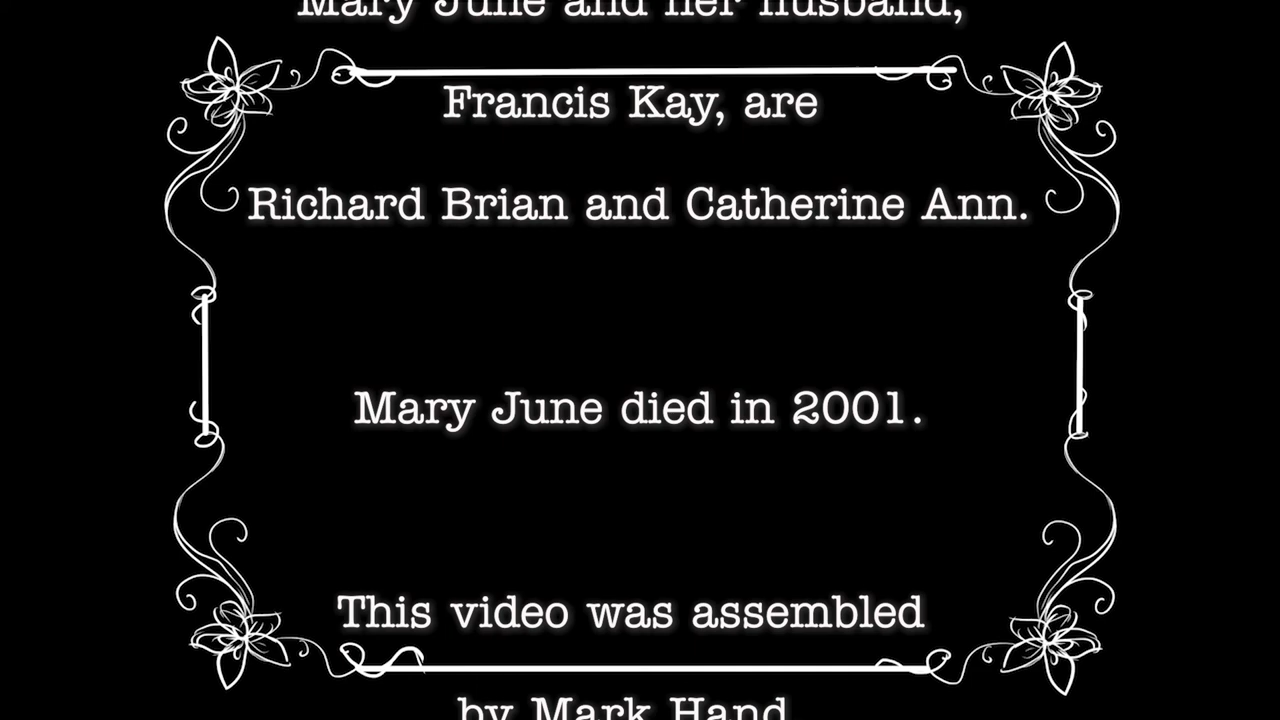 Mary June and her husband,
Francis Kay, are
Richard Brian and Catherine Ann.
Mary June died in 2001.
This video was assembled
by Mark Hand